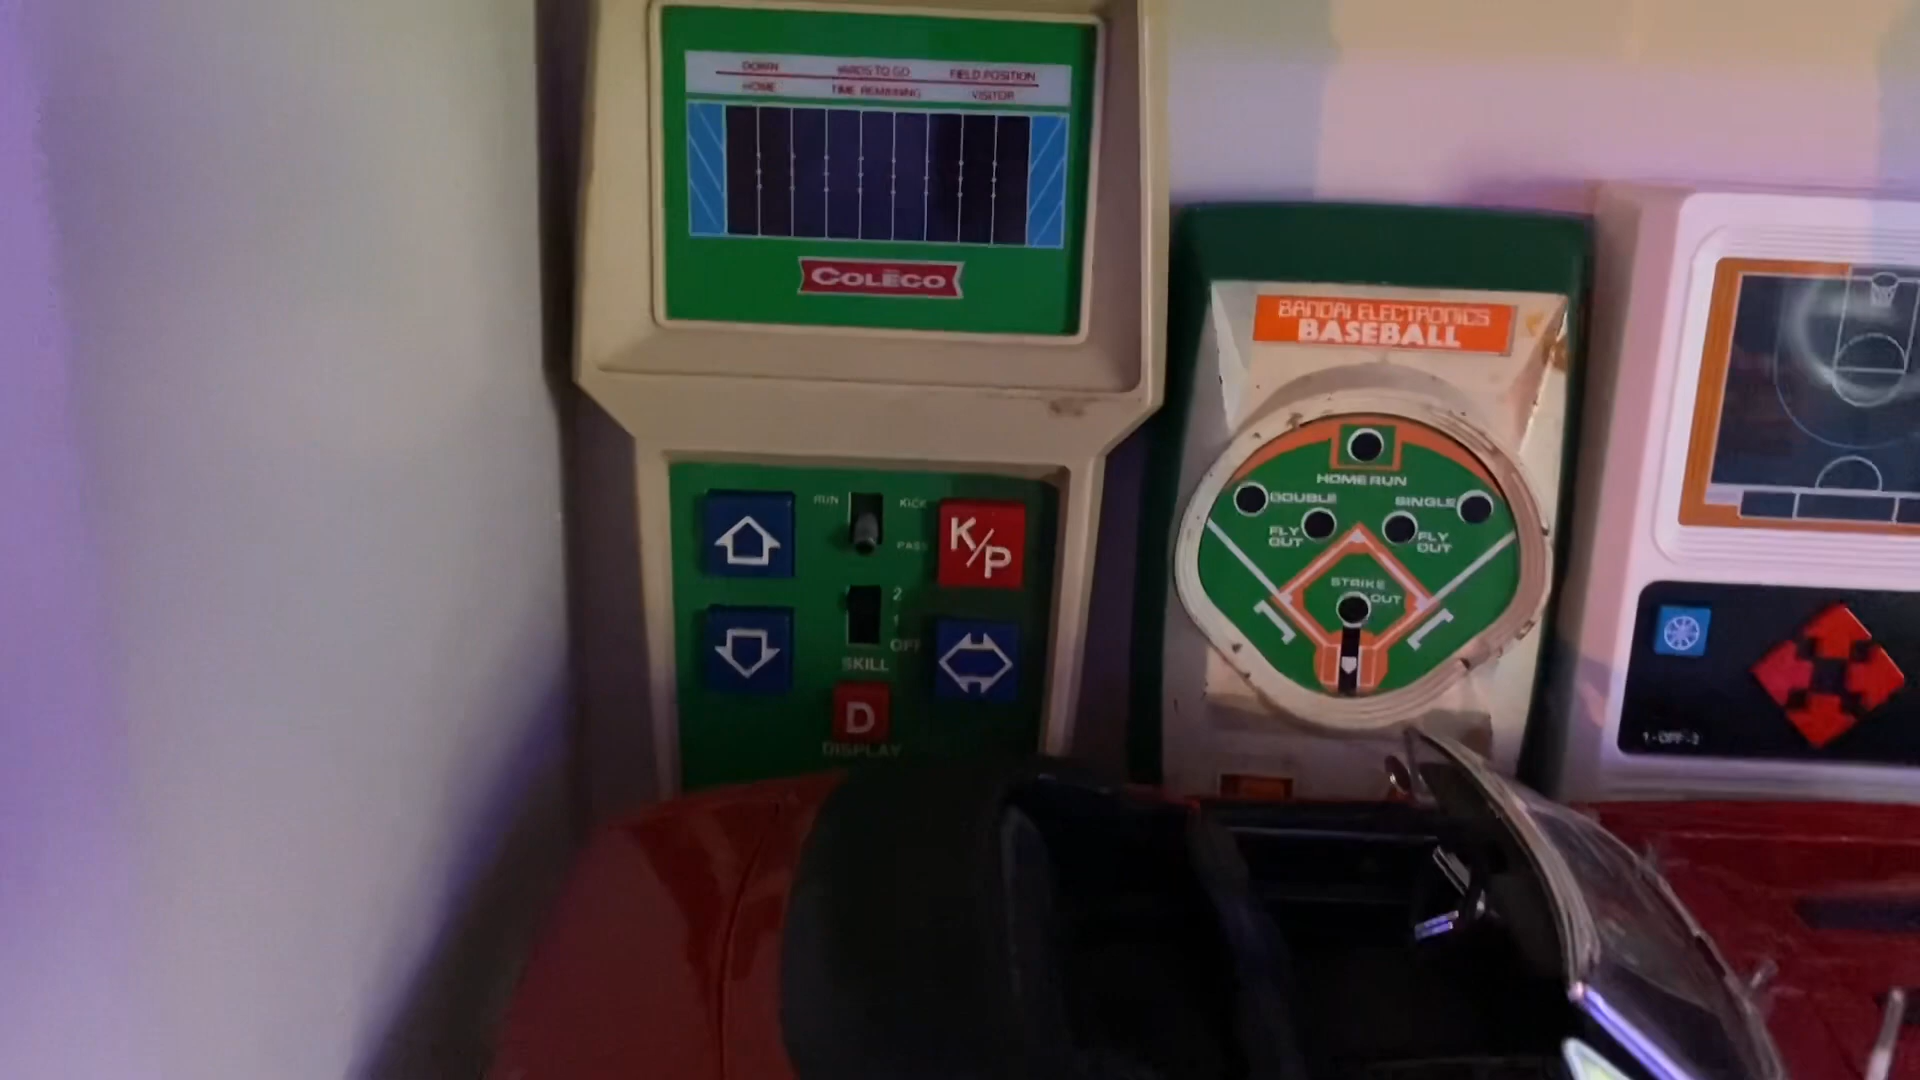 DOWN YARDS TO GO FIELD POSITION
HOME TIME REMAINING VISITOR
COLECO
RUN KICK
PASS
K/P
2
1
OFF
SKILL
D
DISPLAY
BANDAI ELECTRONICS
BASEBALL
HOME RUN
DOUBLE SINGLE
FLY OUT FLY OUT
STRIKE
OUT
1-OFF-2